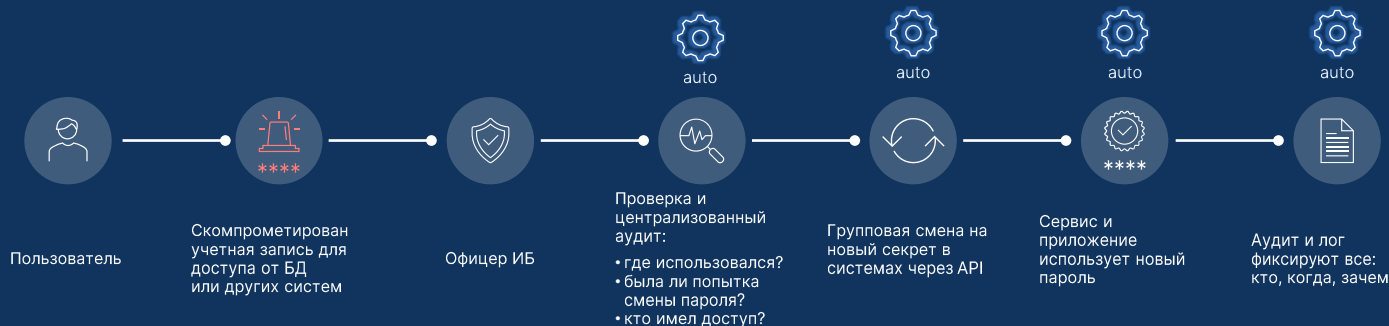 auto
auto
auto
auto
****
****
Пользователь
Скомпрометирован
учетная запись для
доступа от БД
или других систем
Офицер ИБ
Проверка и
централизованный
аудит:
• где использовался?
• была ли попытка
смены пароля?
• кто имел доступ?
Групповая смена на
новый секрет в
системах через API
Сервис и
приложение
использует новый
пароль
Аудит и лог
фиксируют все:
кто, когда, зачем